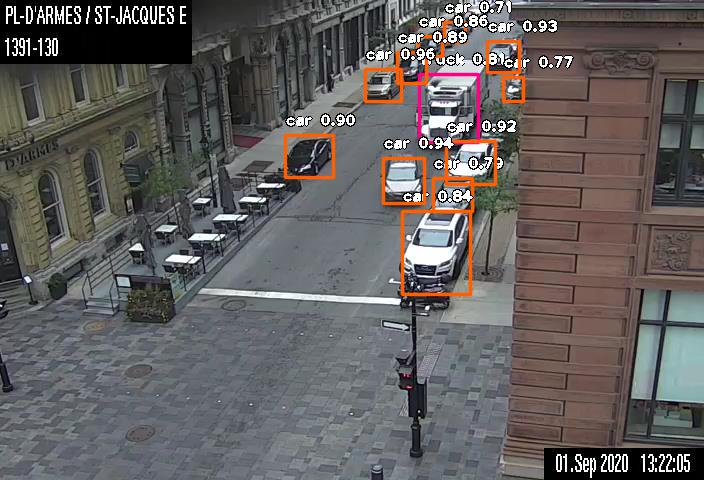 PL-D'ARMES / ST-JACQUES E
1391-130
car 0.71
car 0.86
car 0.93
car 0.89
car 0.96
truck 0.81
car 0.77
car 0.92
car 0.90
car 0.94
car 0.79
car 0.84
D'ARMES
01.Sep 2020 13:22:05